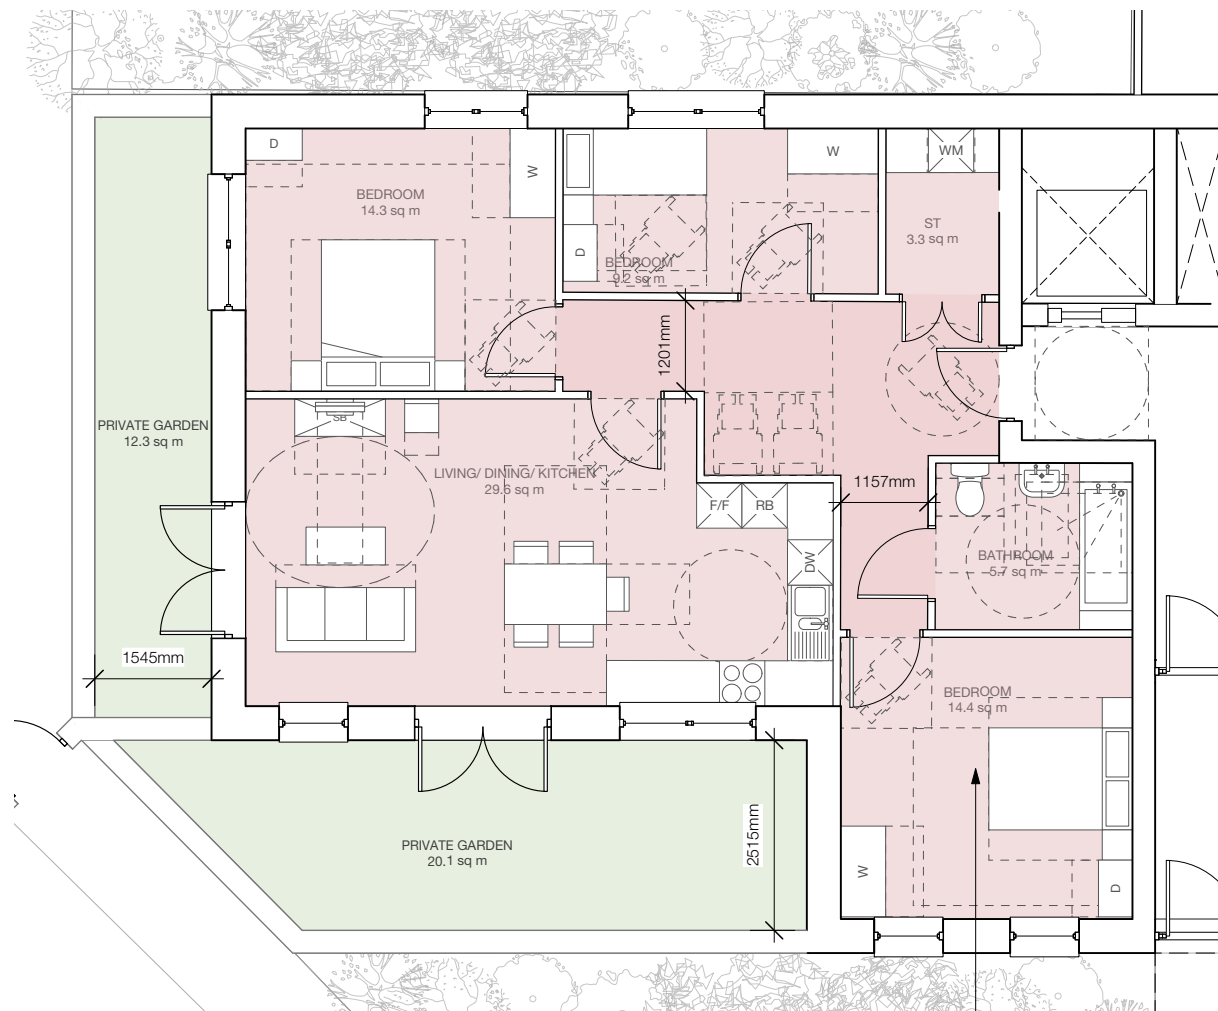 D
W
W
WM
BEDROOM
14.3 sq m
ST
3.3 sq m
D
BEDROOM
9.2 sq m
1201mm
PRIVATE GARDEN
12.3 sq m
SB
LIVING/ DINING/ KITCHEN
29.6 sq m
F/F
RB
1157mm
DW
BATHROOM
5.7 sq m
1545mm
BEDROOM
14.4 sq m
PRIVATE GARDEN
20.1 sq m
2515mm
W
D